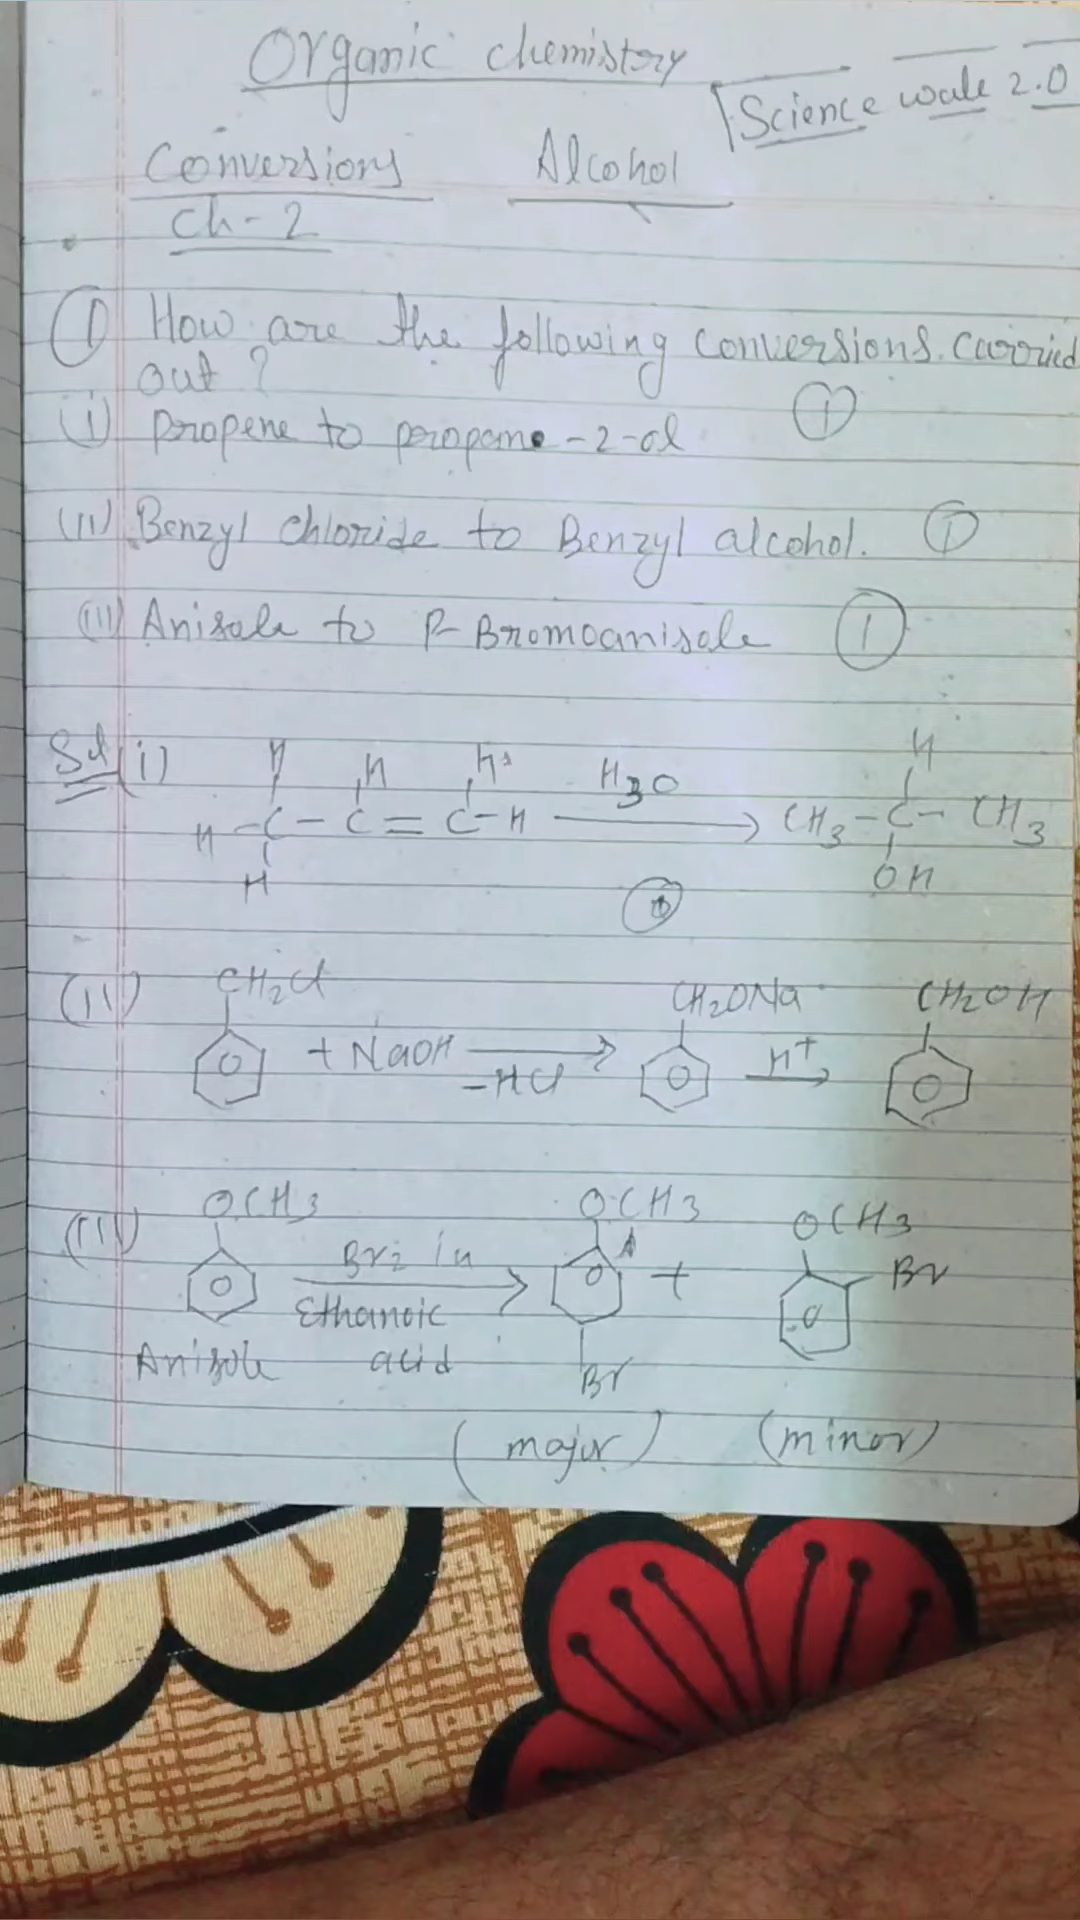 Organic chemistory
Science wale 2.0
Conversions Alcohol
Ch-2
① How are the following conversions carried
out ?
(i) propene to propane-2-ol ①
(ii) Benzyl chloride to Benzyl alcohol. ①
(iii) Anisole to P-Bromoanisole ①
Sol (i) H H H H3O H
H-C-C=C-H → CH3-C-CH3
H OH
①
(ii) CH2Cl CH2ONa CH2OH
+ NaOH → H+ →
-HCl
(iii) OCH3 OCH3 OCH3
Br2 in → + Br
Ethanoic
Anisole acid Br
(major) (minor)